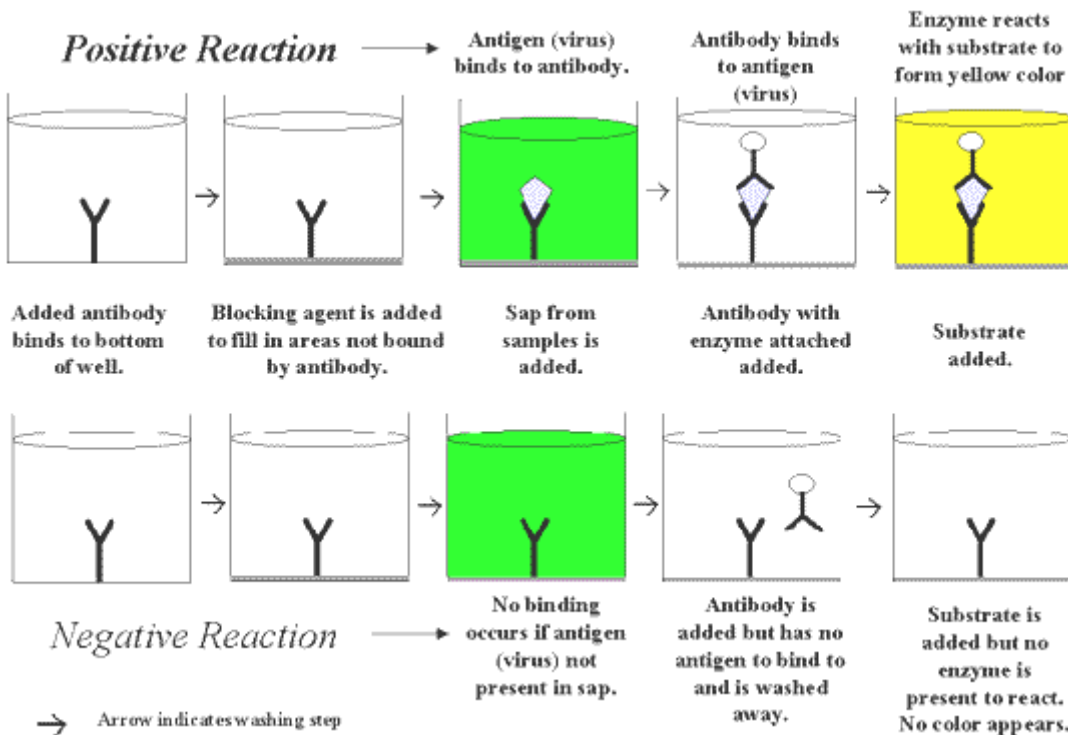 Positive Reaction
Antigen (virus)
binds to antibody.
Antibody binds
to antigen
(virus)
Enzyme reacts
with substrate to
form yellow color
Added antibody
binds to bottom
of well.
Blocking agent is added
to fill in areas not bound
by antibody.
Sap from
samples is
added.
Antibody with
enzyme attached
added.
Substrate
added.
Negative Reaction
No binding
occurs if antigen
(virus) not
present in sap.
Antibody is
added but has no
antigen to bind to
and is washed
away.
Substrate is
added but no
enzyme is
present to react.
No color appears.
Arrow indicates washing step